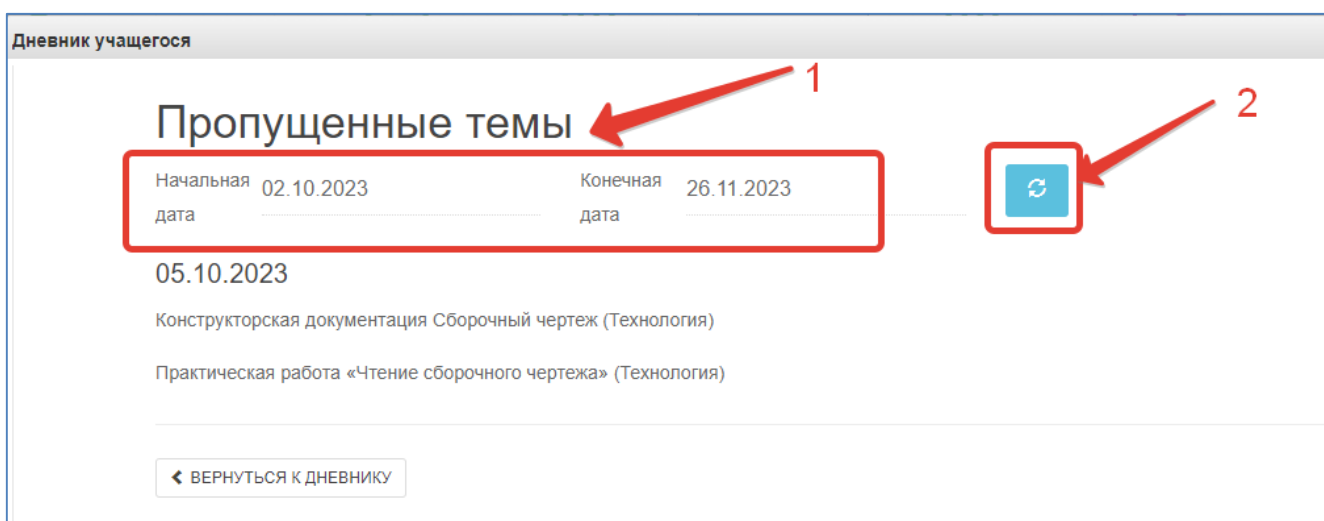 Дневник учащегося
1
2
Пропущенные темы
Начальная дата 02.10.2023 Конечная дата 26.11.2023
05.10.2023
Конструкторская документация Сборочный чертеж (Технология)
Практическая работа «Чтение сборочного чертежа» (Технология)
ВЕРНУТЬСЯ К ДНЕВНИКУ